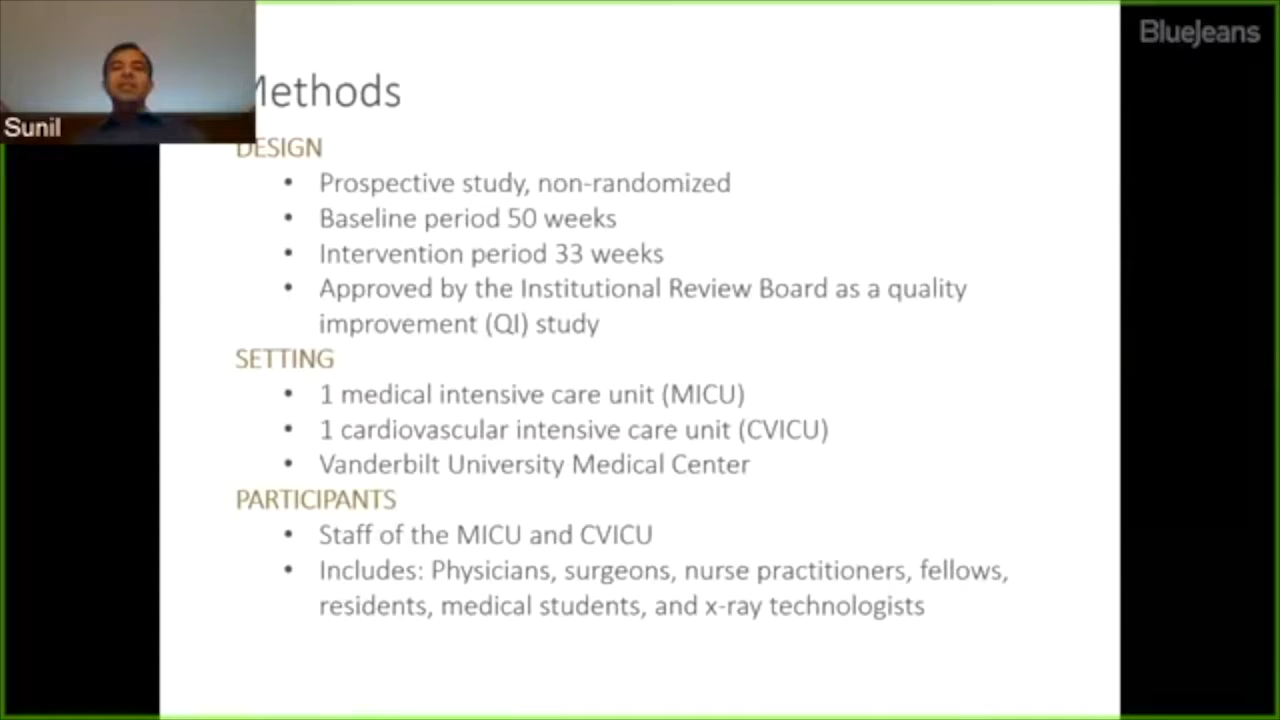 BlueJeans
Sunil
Methods
DESIGN
• Prospective study, non-randomized
• Baseline period 50 weeks
• Intervention period 33 weeks
• Approved by the Institutional Review Board as a quality
improvement (QI) study
SETTING
• 1 medical intensive care unit (MICU)
• 1 cardiovascular intensive care unit (CVICU)
• Vanderbilt University Medical Center
PARTICIPANTS
• Staff of the MICU and CVICU
• Includes: Physicians, surgeons, nurse practitioners, fellows,
residents, medical students, and x-ray technologists